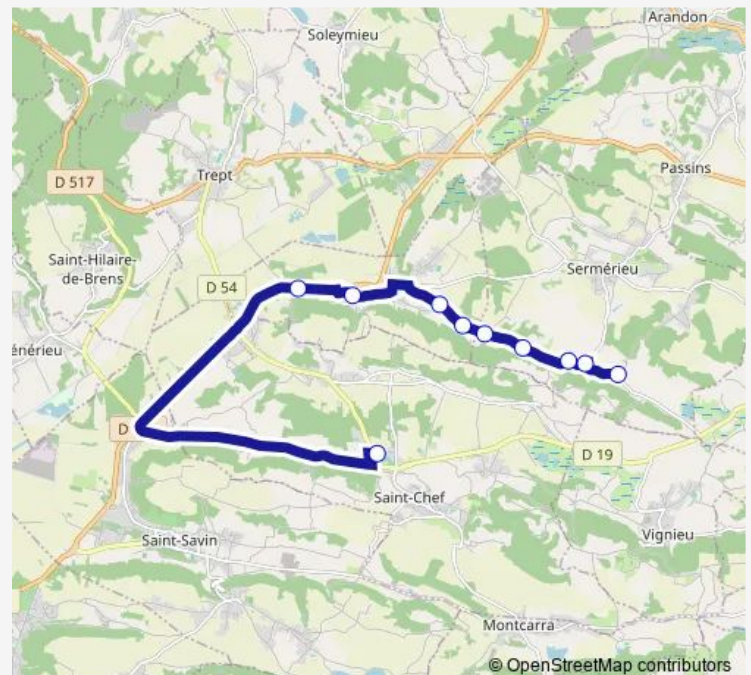 Arandon
Soleymieu
Trept
Passins
D 517
Saint-Hilaire-
de-Brens
Sermérieu
D 54
énérieu
D
D 19
Saint-Chef
Vignieu
Saint-Savin
Montcarra
© OpenStreetMap contributors